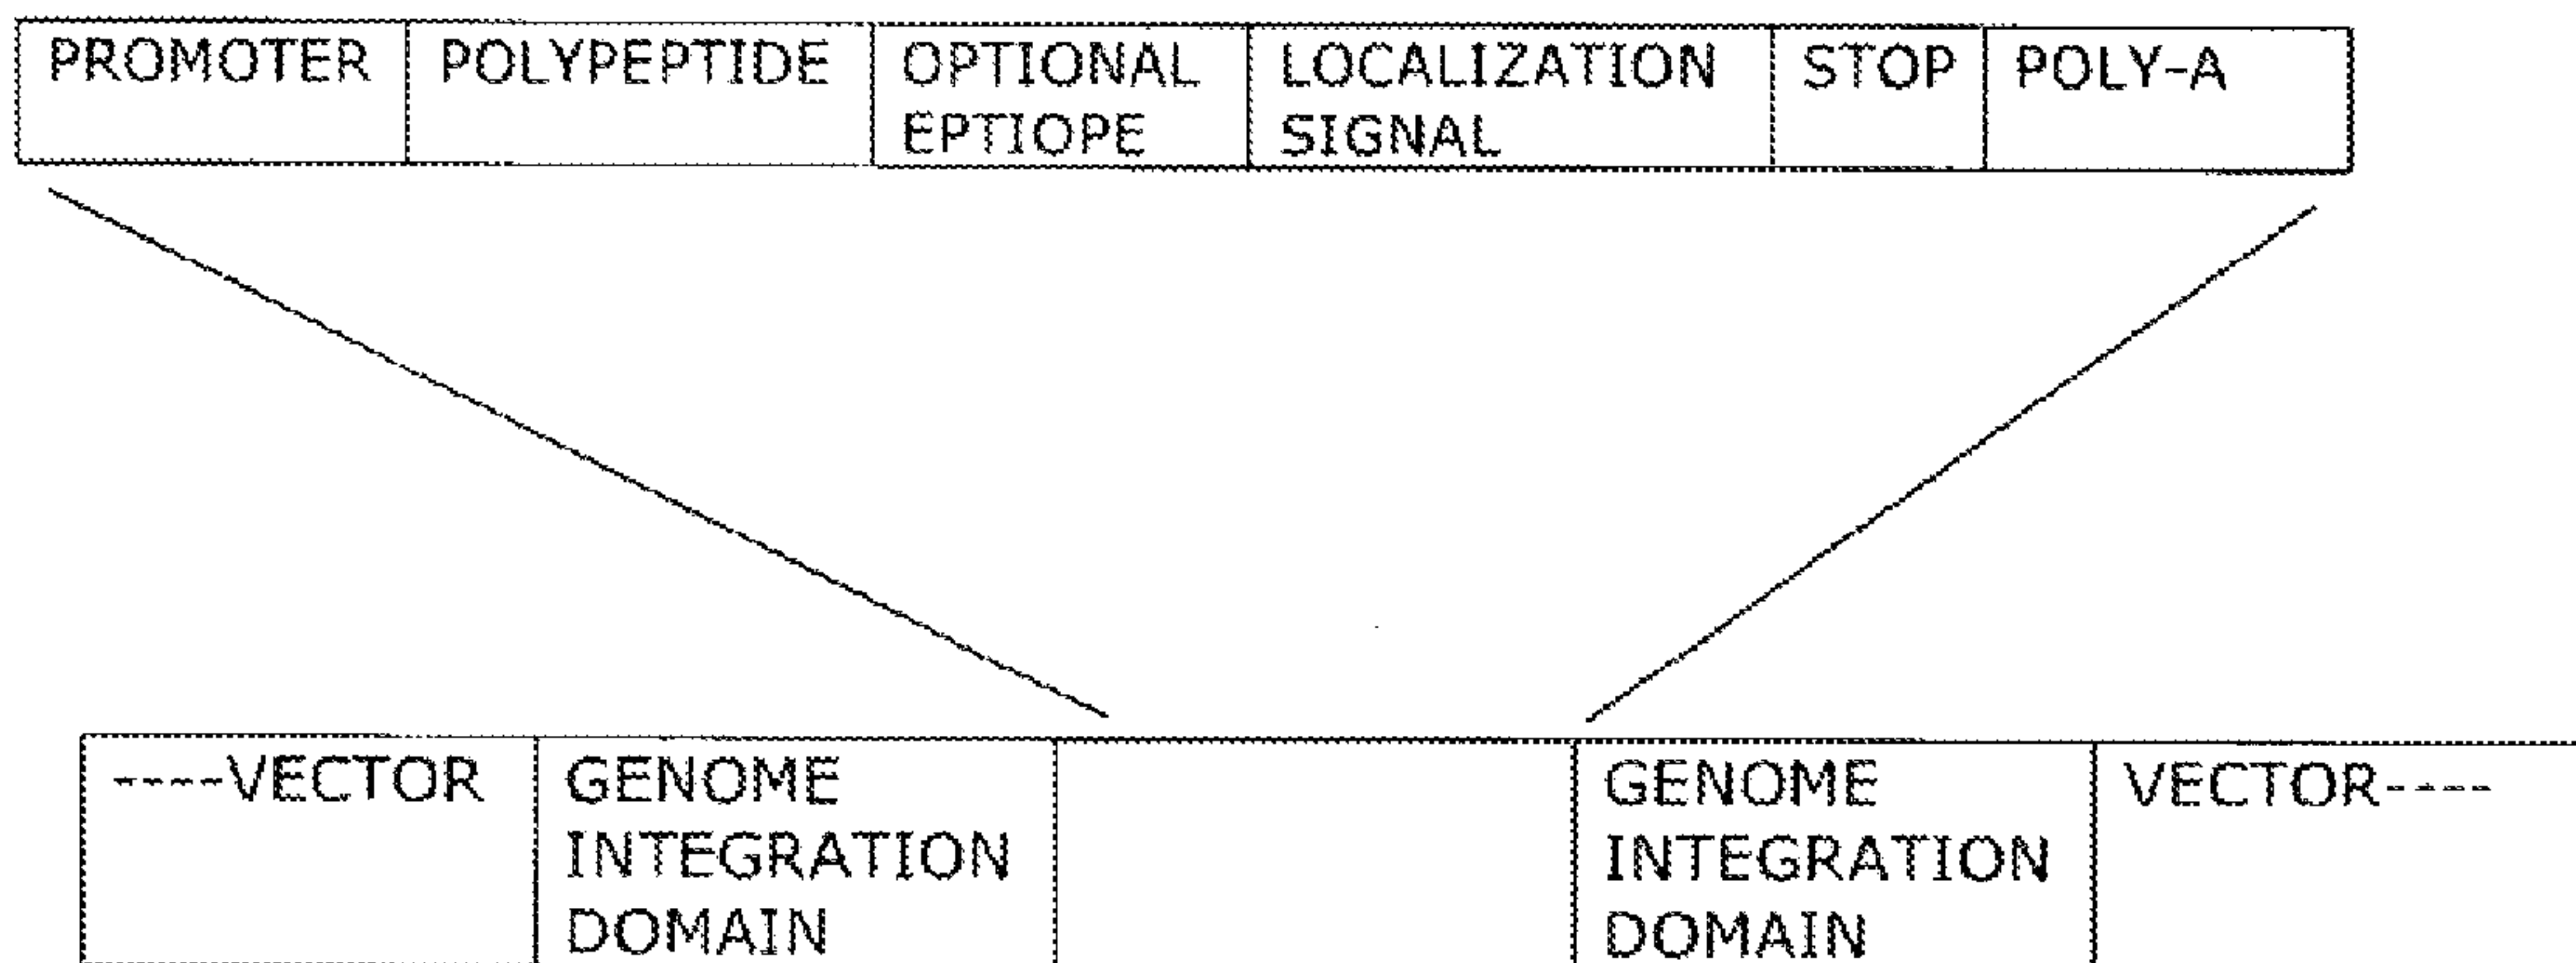 PROMOTER POLYPEPTIDE OPTIONAL LOCALIZATION STOP POLY-A
EPTIOPE SIGNAL
----VECTOR GENOME GENOME VECTOR----
INTEGRATION INTEGRATION
DOMAIN DOMAIN